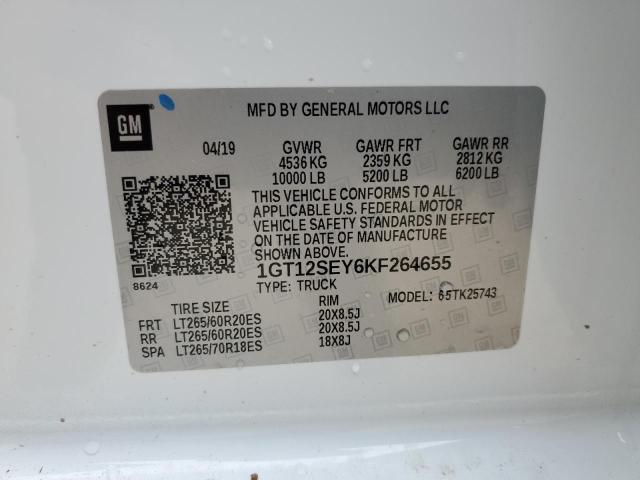 GM
MFD BY GENERAL MOTORS LLC
04/19 GVWR GAWR FRT GAWR RR
4536 KG 2359 KG 2812 KG
10000 LB 5200 LB 6200 LB
THIS VEHICLE CONFORMS TO ALL
APPLICABLE U.S. FEDERAL MOTOR
VEHICLE SAFETY STANDARDS IN EFFECT
ON THE DATE OF MANUFACTURE
SHOWN ABOVE.
1GT12SEY6KF264655
8624
TYPE: TRUCK MODEL: 65TK25743
TIRE SIZE RIM
FRT LT265/60R20ES 20X8.5J
RR LT265/60R20ES 20X8.5J
SPA LT265/70R18ES 18X8J